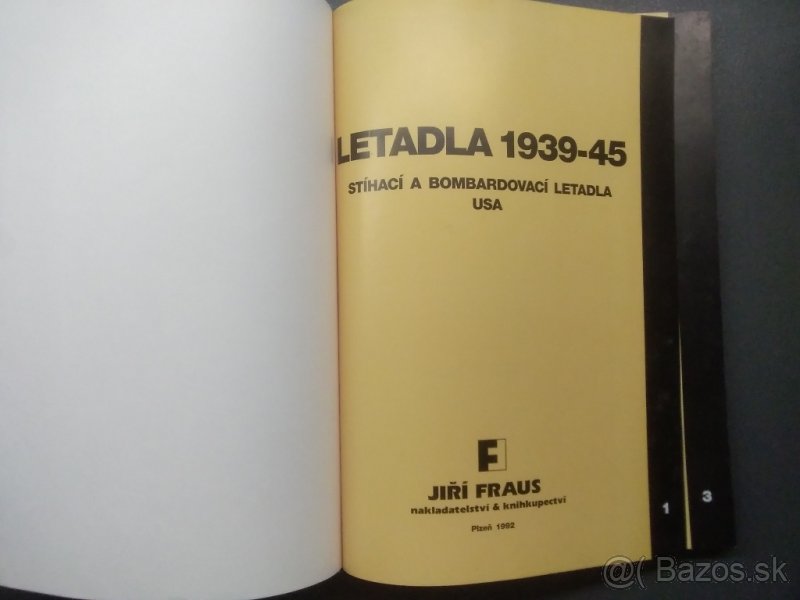 LETADLA 1939-45
STÍHACÍ A BOMBARDOVACÍ LETADLA
USA
F
JIŘÍ FRAUS
nakladatelství & knihkupectví
Plzeň 1992
1
3
@( Bazos.sk